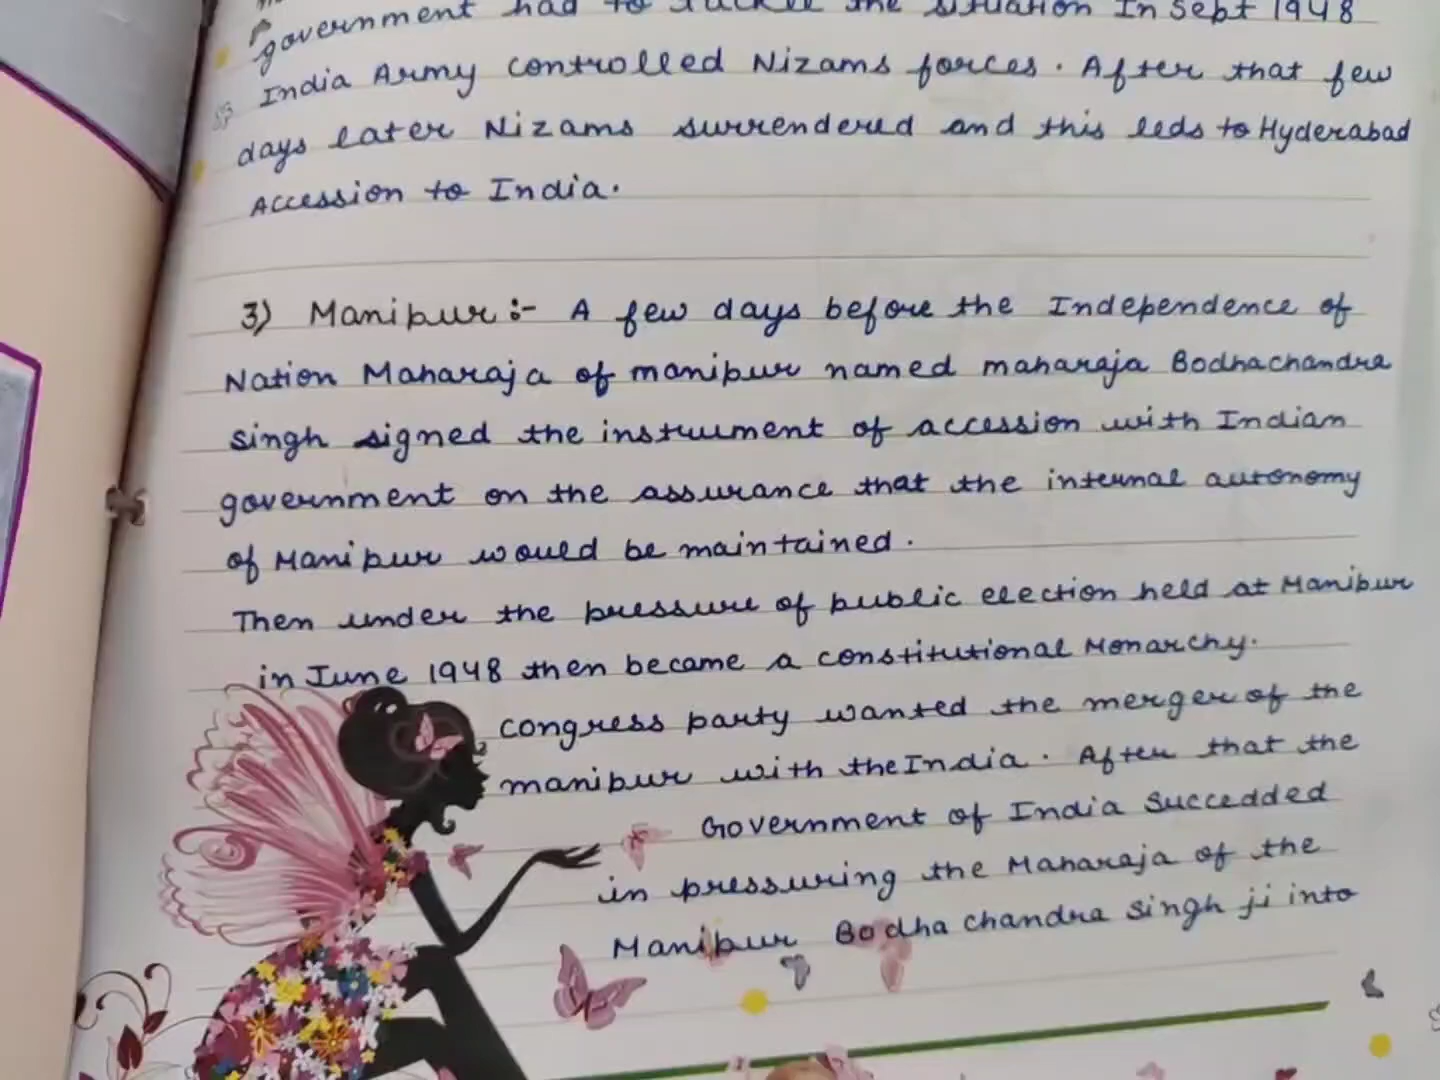 government had to tackle the situation In Sept 1948
India Army controlled Nizams forces. After that few
days later Nizams surrendered and this leds to Hyderabad
Accession to India.
3) Manipur :- A few days before the Independence of
Nation Maharaja of manipur named maharaja Bodhachandra
singh signed the instrument of accession with Indian
government on the assurance that the internal autonomy
of Manipur would be maintained.
Then under the pressure of public election held at Manipur
in June 1948 then became a constitutional Monarchy.
congress party wanted the merger of the
manipur with the India. After that the
Government of India Succedded
in pressuring the Maharaja of the
Manipur Bodha chandra Singh ji into